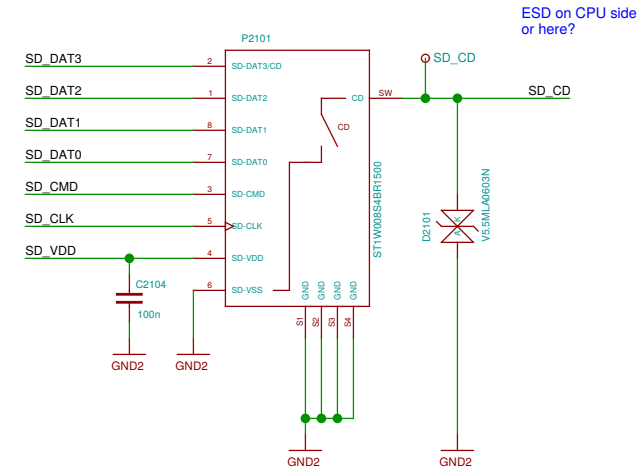 ESD on CPU side
or here?
P2101
SD_CD
SD_DAT3 2 SD-DAT3/CD
SD_DAT2 1 SD-DAT2 CD SW SD_CD
SD_DAT1 8 SD-DAT1 CD
SD_DAT0 7 SD-DAT0
SD_CMD 3 SD-CMD
SD_CLK 5 SD-CLK
SD_VDD 4 SD-VDD
6 SD-VSS
ST1W008S4BR1500
D2101
A K
V5.5MLA0603N
C2104
100n
GND GND GND GND
S1 S2 S3 S4
GND2 GND2
GND2 GND2